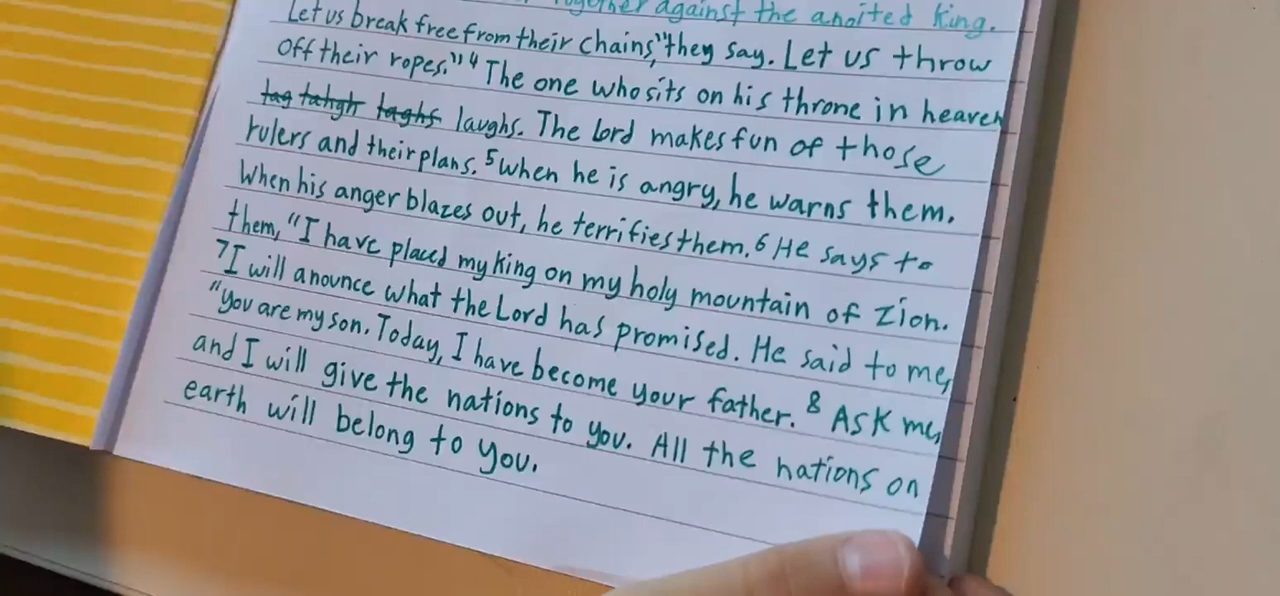 together against the anoited king.
Let us break free from their chains," they say. Let us throw
off their ropes." 4 The one who sits on his throne in heaven
laughs. The Lord makes fun of those
rulers and their plans. 5 When he is angry, he warns them.
When his anger blazes out, he terrifies them. 6 He says to
them, "I have placed my king on my holy mountain of Zion.
7 I will anounce what the Lord has promised. He said to me,
"You are my son. Today, I have become your father. 8 Ask me,
and I will give the nations to you. All the nations on
earth will belong to you.